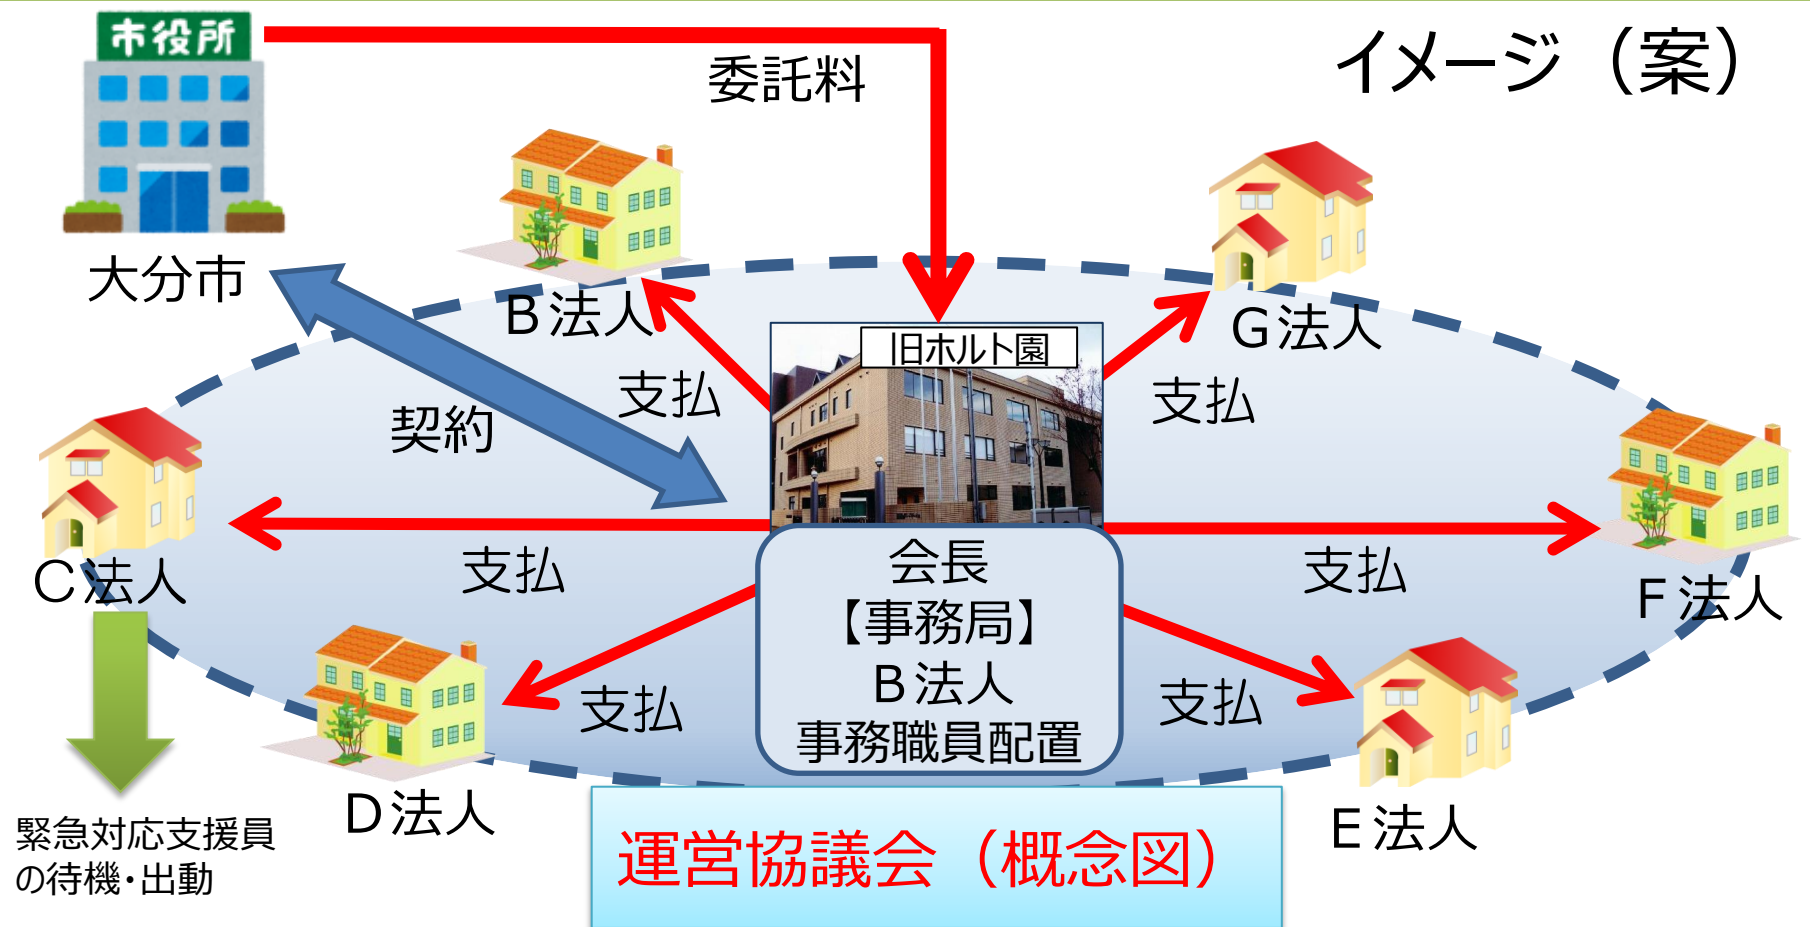 市役所
イメージ（案）
委託料
大分市
Ｂ法人
Ｇ法人
旧ホルト園
支払
支払
契約
会長
【事務局】
Ｂ法人
事務職員配置
Ｃ法人
支払
支払
Ｆ法人
支払
支払
Ｄ法人
Ｅ法人
緊急対応支援員
の待機・出動
運営協議会（概念図）